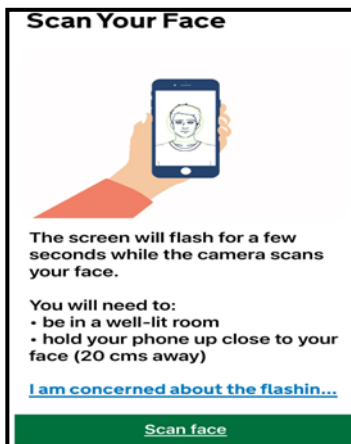 Scan Your Face
The screen will flash for a few
seconds while the camera scans
your face.
You will need to:
• be in a well-lit room
• hold your phone up close to your
face (20 cms away)
I am concerned about the flashin...
Scan face